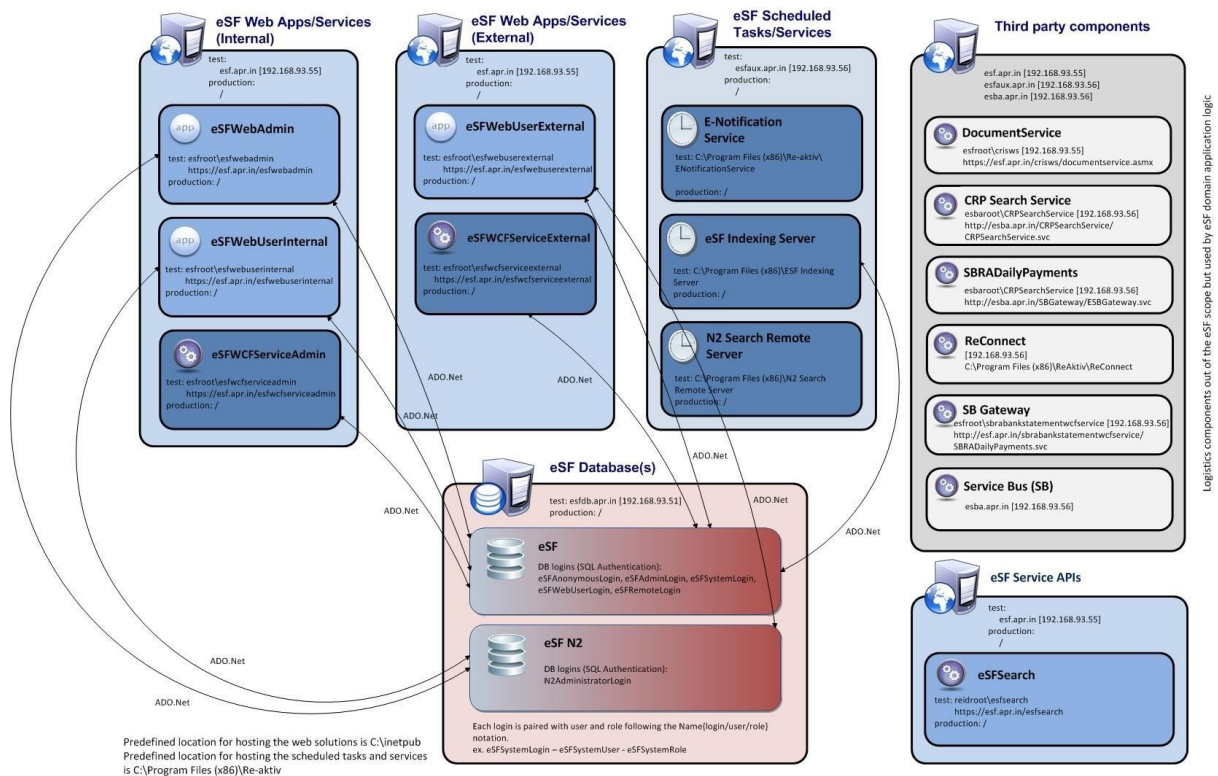 eSF Web Apps/Services
(Internal)
test:
esf.apr.in [192.168.93.55]
production:
/
app
eSFWebAdmin
test: esfroot\esfwebadmin
https://esf.apr.in/esfwebadmin
production: /
app
eSFWebUserInternal
test: esfroot\esfwebuserinternal
https://esf.apr.in/esfwebuserinternal
production: /
eSFWCFServiceAdmin
test: esfroot\esfwcfserviceadmin
https://esf.apr.in/esfwcfserviceadmin
production: /
eSF Web Apps/Services
(External)
test:
esf.apr.in [192.168.93.55]
production:
/
app
eSFWebUserExternal
test: esfroot\esfwebuserexternal
https://esf.apr.in/esfwebuserexternal
production: /
eSFWCFServiceExternal
test: esfroot\esfwcfserviceexternal
https://esf.apr.in/esfwcfserviceexternal
production: /
eSF Scheduled
Tasks/Services
test:
esfaux.apr.in [192.168.93.56]
production:
/
E-Notification
Service
test: C:\Program Files (x86)\Re-aktiv\
ENotificationService
production: /
eSF Indexing Server
test: C:\Program Files (x86)\ESF Indexing
Server
production: /
N2 Search Remote
Server
test: C:\Program Files (x86)\N2 Search
Remote Server
production: /
Third party components
esf.apr.in [192.168.93.55]
esfaux.apr.in [192.168.93.56]
esba.apr.in [192.168.93.56]
DocumentService
esfroot\crisws [192.168.93.55]
https://esf.apr.in/crisws/documentservice.asmx
CRP Search Service
esbaroot\CRPSearchService [192.168.93.56]
http://esba.apr.in/CRPSearchService/
CRPSearchService.svc
SBRADailyPayments
esbaroot\CRPSearchService [192.168.93.56]
http://esba.apr.in/SBGateway/ESBGateway.svc
ReConnect
[192.168.93.56]
C:\Program Files (x86)\ReAktiv\ReConnect
SB Gateway
esfroot\sbrabankstatementwcfservice [192.168.93.56]
http://esf.apr.in/sbrabankstatementwcfservice/
SBRADailyPayments.svc
Service Bus (SB)
esba.apr.in [192.168.93.56]
Logistics components out of the eSF scope but used by eSF domain application logic
ADO.Net
ADO.Net
ADO.Net
ADO.Net
ADO.Net
ADO.Net
ADO.Net
ADO.Net
eSF Database(s)
test: esfdb.apr.in [192.168.93.51]
production: /
eSF
DB logins (SQL Authentication):
eSFAnonymousLogin, eSFAdminLogin, eSFSystemLogin,
eSFWebUserLogin, eSFRemoteLogin
eSF N2
DB logins (SQL Authentication):
N2AdministratorLogin
Each login is paired with user and role following the Name{login/user/role}
notation.
ex. eSFSystemLogin – eSFSystemUser - eSFSystemRole
eSF Service APIs
test:
esf.apr.in [192.168.93.55]
production:
/
eSFSearch
test: reidroot\esfsearch
https://esf.apr.in/esfsearch
production: /
Predefined location for hosting the web solutions is C:\inetpub
Predefined location for hosting the scheduled tasks and services
is C:\Program Files (x86)\Re-aktiv